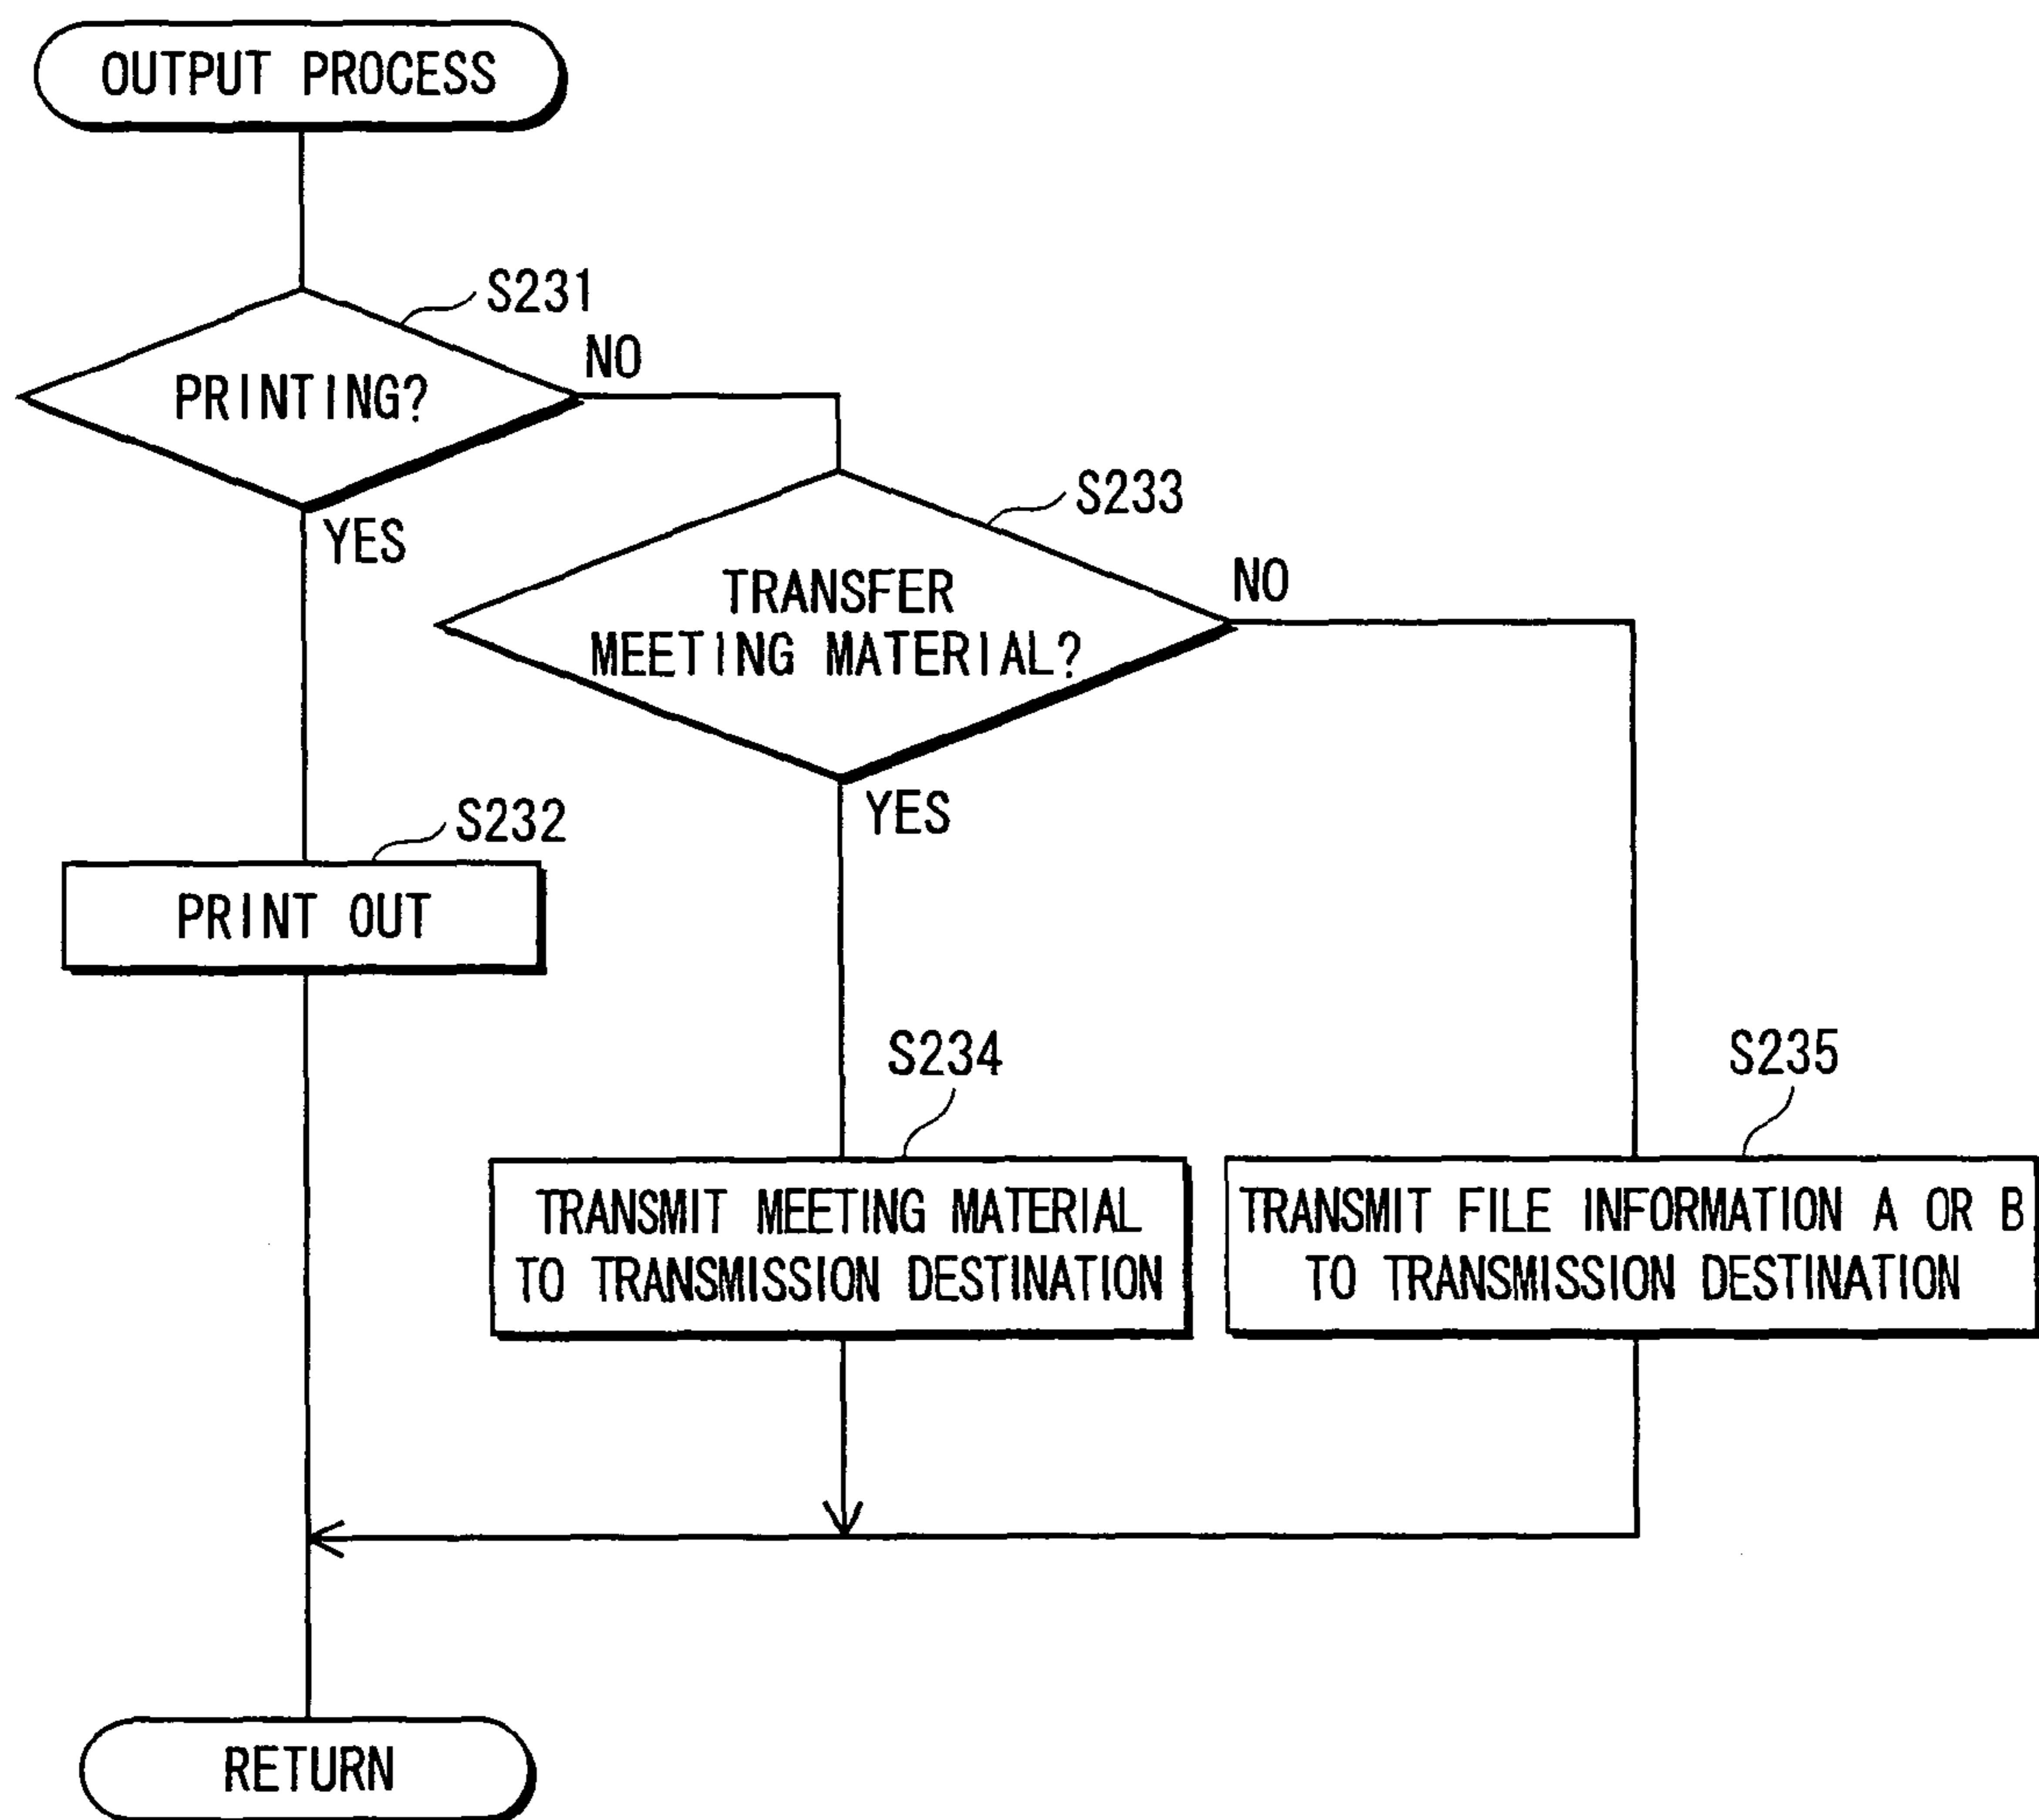 OUTPUT PROCESS
S231
NO
PRINTING?
YES
S233
NO
TRANSFER
MEETING MATERIAL?
YES
S232
PRINT OUT
S234
TRANSMIT MEETING MATERIAL
TO TRANSMISSION DESTINATION
S235
TRANSMIT FILE INFORMATION A OR B
TO TRANSMISSION DESTINATION
RETURN